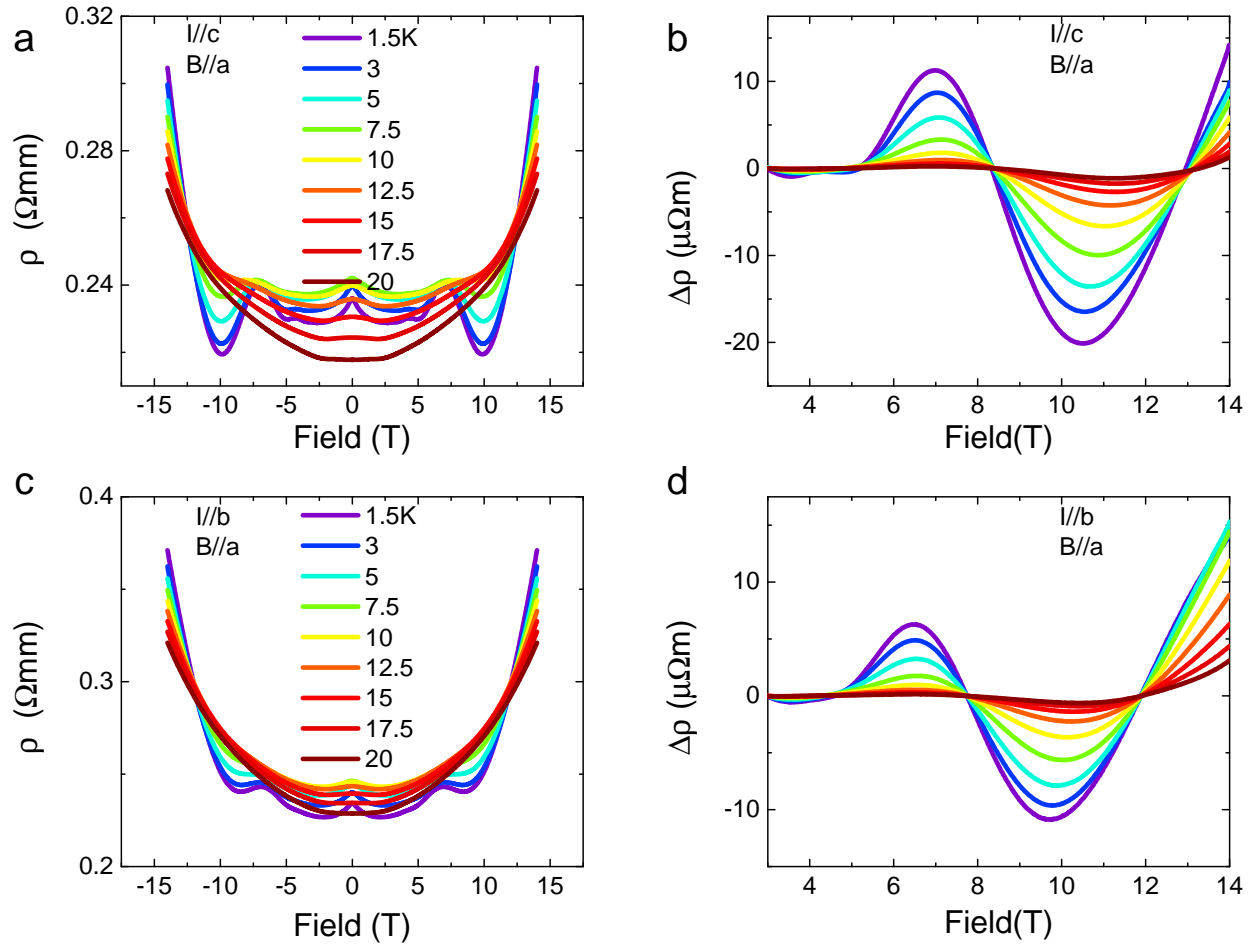 a
I//c
B//a
1.5K
3
5
7.5
10
12.5
15
17.5
20
0.32
0.28
0.24
ρ (Ωmm)
-15 -10 -5 0 5 10 15
Field (T)
b
I//c
B//a
10
0
-10
-20
Δρ (μΩm)
4 6 8 10 12 14
Field(T)
c
I//b
B//a
1.5K
3
5
7.5
10
12.5
15
17.5
20
0.4
0.3
0.2
ρ (Ωmm)
-15 -10 -5 0 5 10 15
Field (T)
d
I//b
B//a
10
0
-10
Δρ (μΩm)
4 6 8 10 12 14
Field(T)